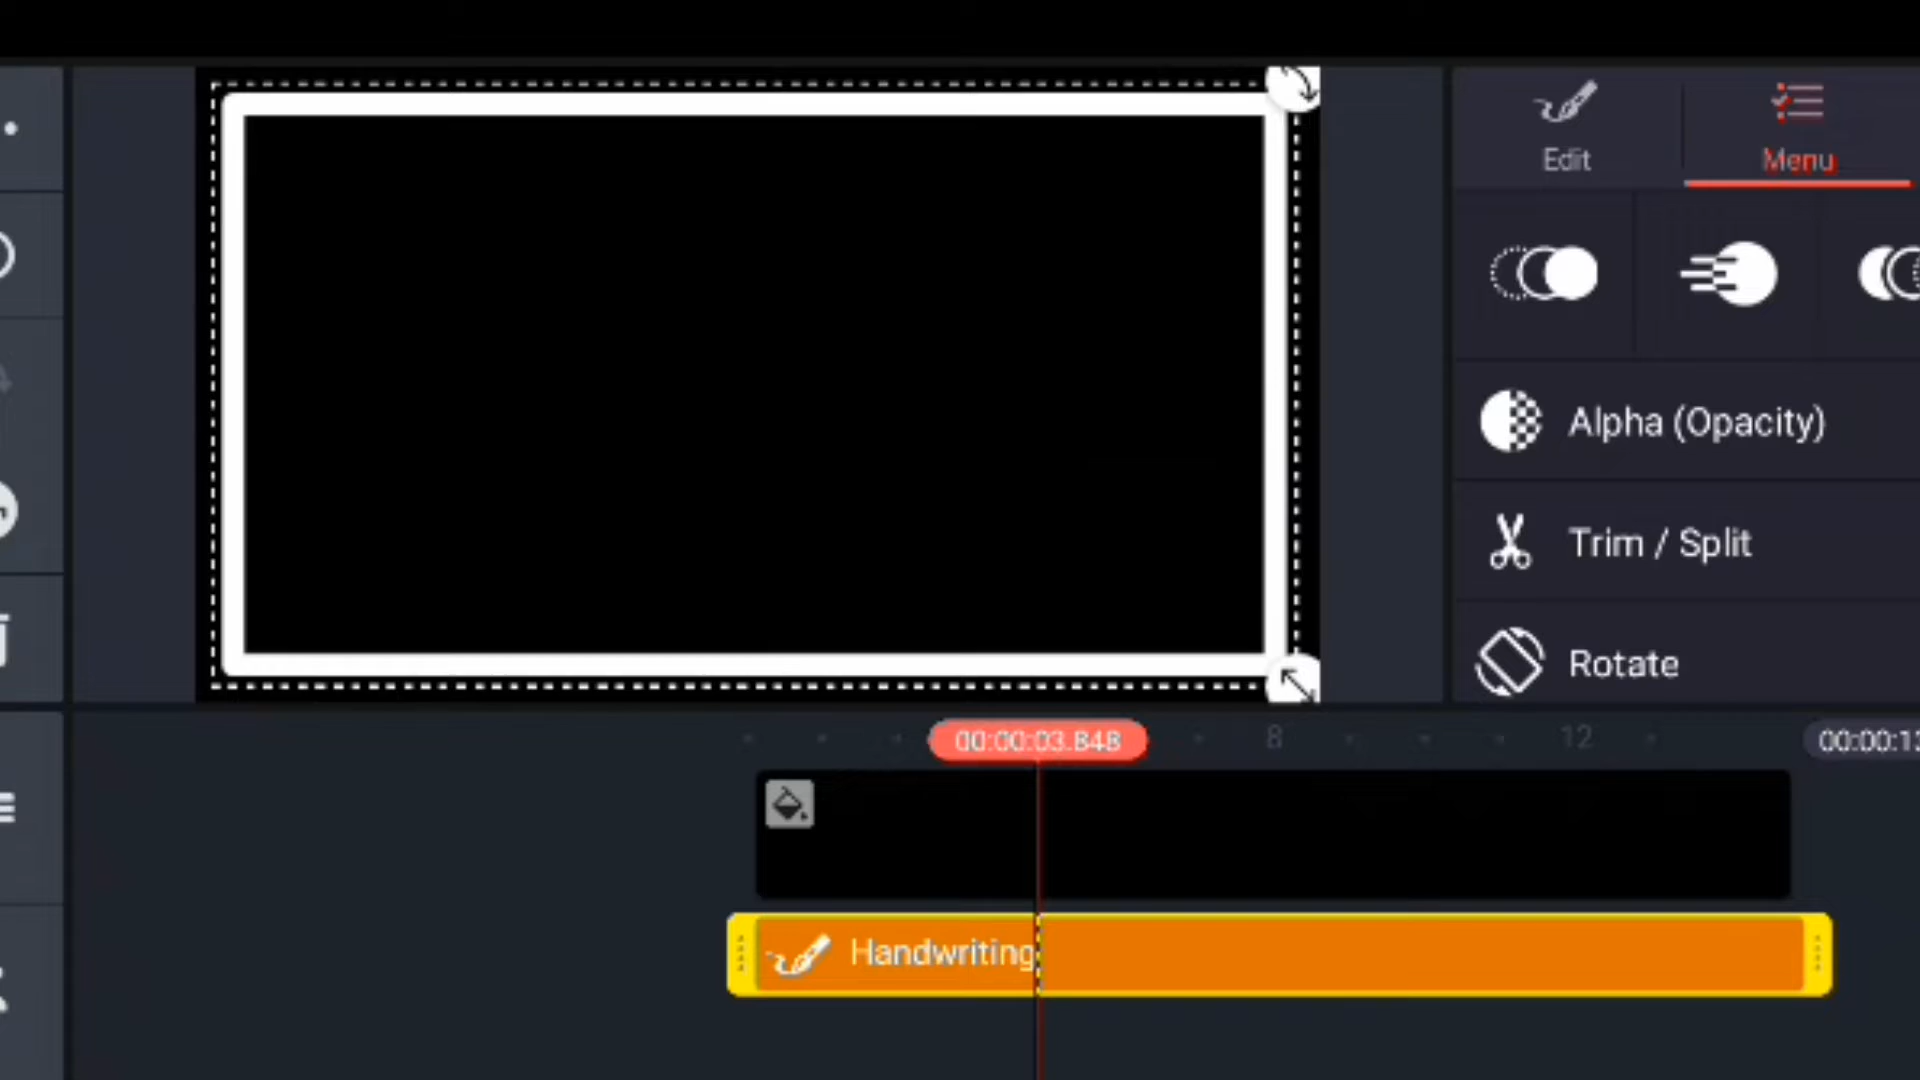 Edit
Menu
Alpha (Opacity)
Trim / Split
Rotate
00:00:03.848
8
12
00:00:1
Handwriting